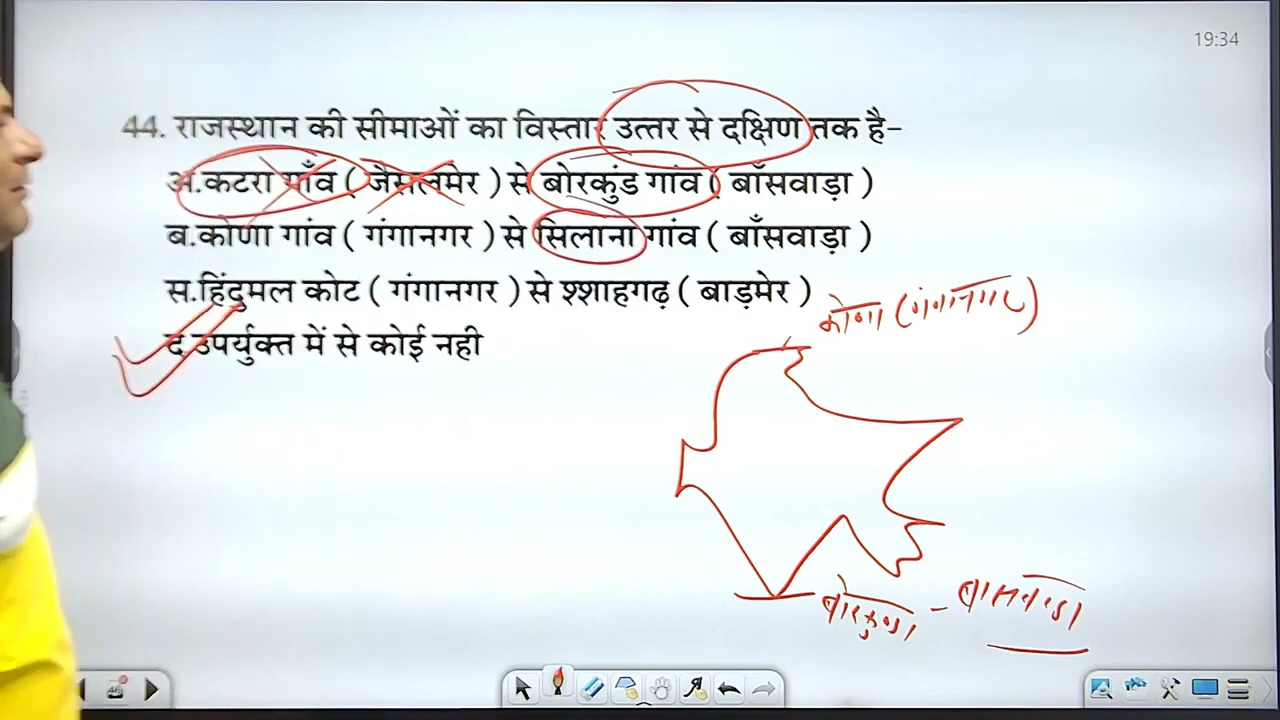 19:34
44. राजस्थान की सीमाओं का विस्तार उत्तर से दक्षिण तक है–
अ.कटरा गाँव ( जैसलमेर ) से बोरकुंड गांव ( बाँसवाड़ा )
ब.कोणा गांव ( गंगानगर ) से सिलाना गांव ( बाँसवाड़ा )
स.हिंदुमल कोट ( गंगानगर ) से श्शाहगढ़ ( बाड़मेर )
द.उपर्युक्त में से कोई नही
कोणा (गंगानगर)
बोरकुण्डा - बासवाडा